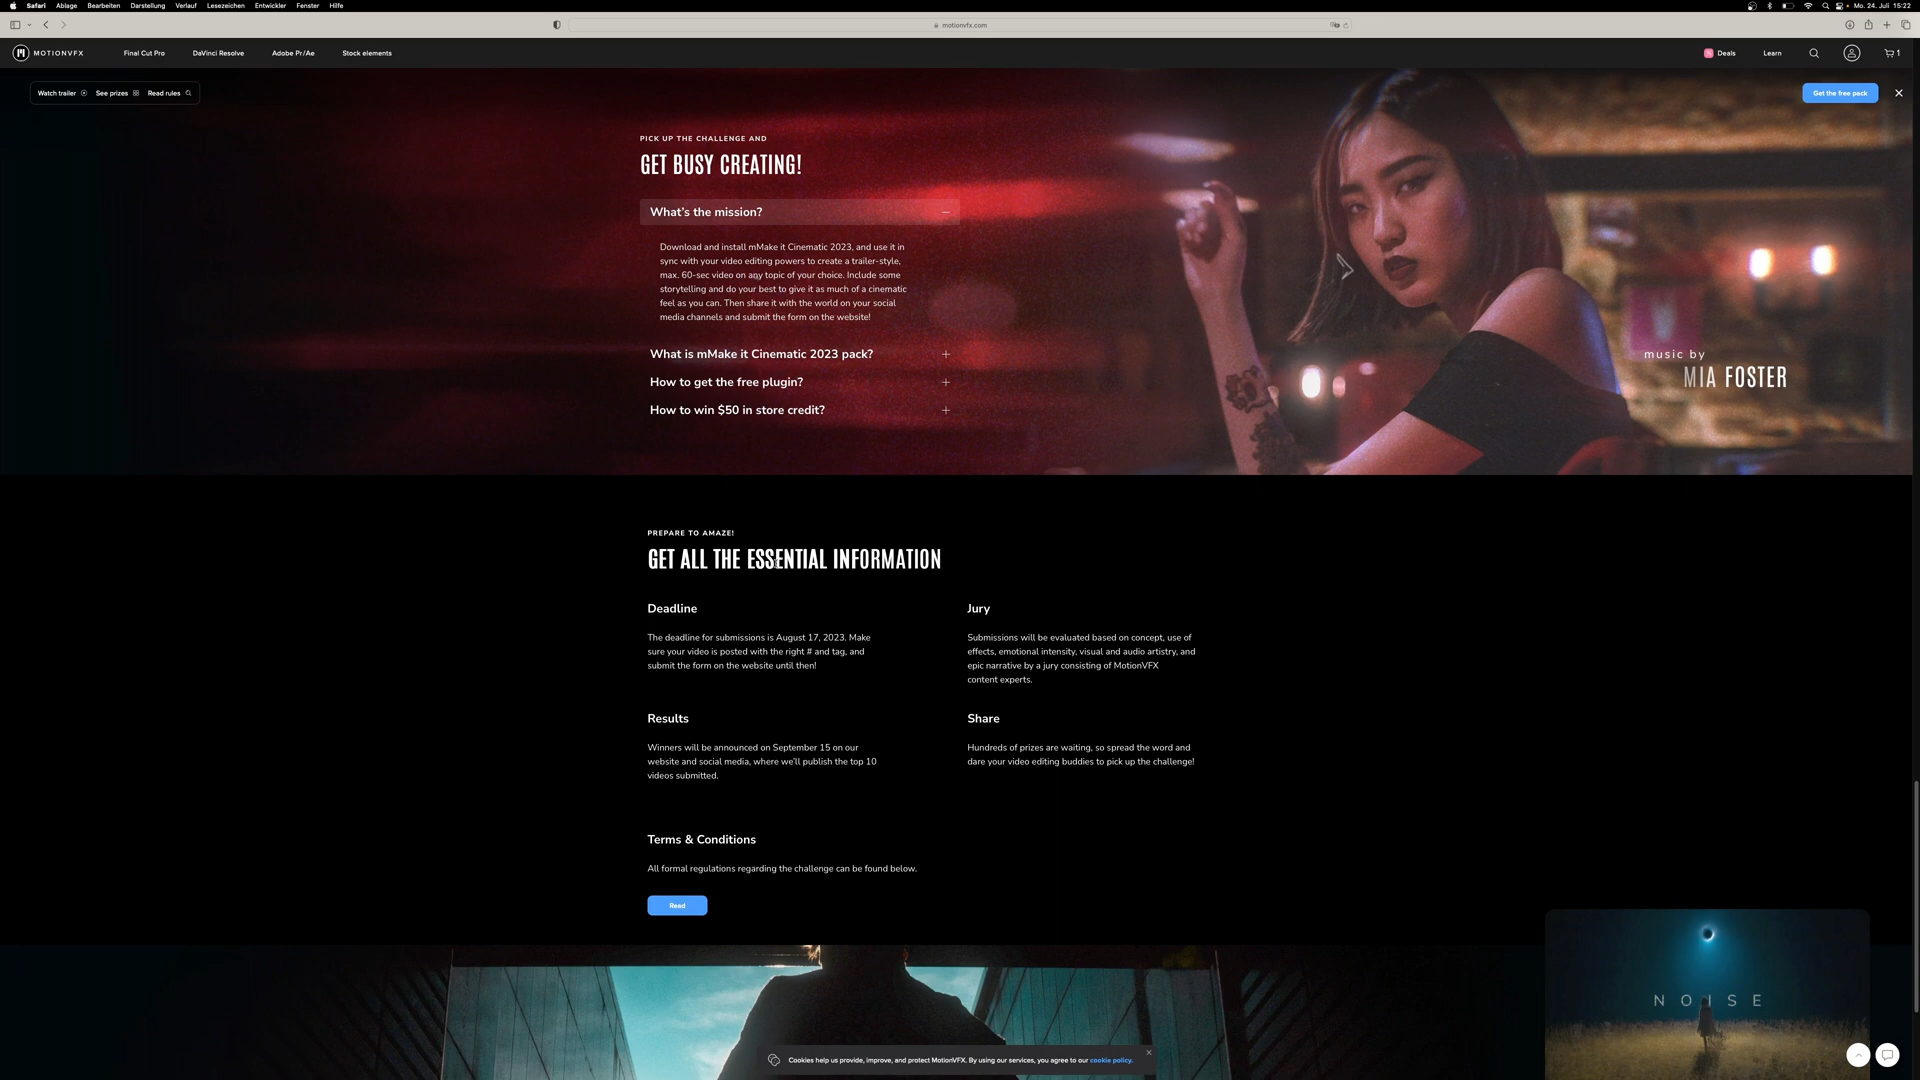 Safari Ablage Bearbeiten Darstellung Verlauf Lesezeichen Entwickler Fenster Hilfe Mo. 24. Juli 15:22
motionvfx.com
MOTIONVFX Final Cut Pro DaVinci Resolve Adobe Pr/Ae Stock elements Deals Learn 1
Watch trailer See prizes Read rules Get the free pack
PICK UP THE CHALLENGE AND
GET BUSY CREATING!
What's the mission?
Download and install mMake it Cinematic 2023, and use it in
sync with your video editing powers to create a trailer-style,
max. 60-sec video on any topic of your choice. Include some
storytelling and do your best to give it as much of a cinematic
feel as you can. Then share it with the world on your social
media channels and submit the form on the website!
What is mMake it Cinematic 2023 pack?
How to get the free plugin?
How to win $50 in store credit?
music by
MIA FOSTER
PREPARE TO AMAZE!
GET ALL THE ESSENTIAL INFORMATION
Deadline
The deadline for submissions is August 17, 2023. Make
sure your video is posted with the right # and tag, and
submit the form on the website until then!
Jury
Submissions will be evaluated based on concept, use of
effects, emotional intensity, visual and audio artistry, and
epic narrative by a jury consisting of MotionVFX
content experts.
Results
Winners will be announced on September 15 on our
website and social media, where we'll publish the top 10
videos submitted.
Share
Hundreds of prizes are waiting, so spread the word and
dare your video editing buddies to pick up the challenge!
Terms & Conditions
All formal regulations regarding the challenge can be found below.
Read
NOISE
Cookies help us provide, improve, and protect MotionVFX. By using our services, you agree to our cookie policy.